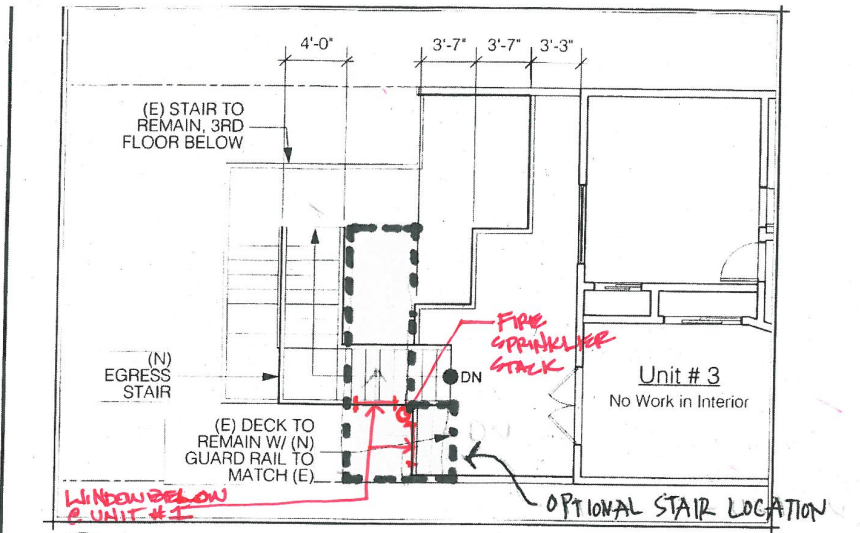 4'-0"
3'-7"
3'-7"
3'-3"
(E) STAIR TO
REMAIN, 3RD
FLOOR BELOW
FIRE
SPRINKLER
STACK
(N)
EGRESS
STAIR
DN
Unit # 3
No Work in Interior
(E) DECK TO
REMAIN W/ (N)
GUARD RAIL TO
MATCH (E)
DN
WINDOW BELOW
@ UNIT #1
OPTIONAL STAIR LOCATION